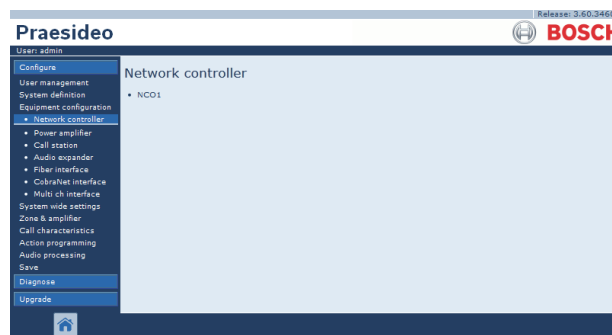 Release: 3.60.346
Praesideo
BOSCH
User: admin
Configure
User management
System definition
Equipment configuration
• Network controller
• Power amplifier
• Call station
• Audio expander
• Fiber interface
• CobraNet interface
• Multi ch interface
System wide settings
Zone & amplifier
Call characteristics
Action programming
Audio processing
Save
Diagnose
Upgrade
Network controller
• NCO1